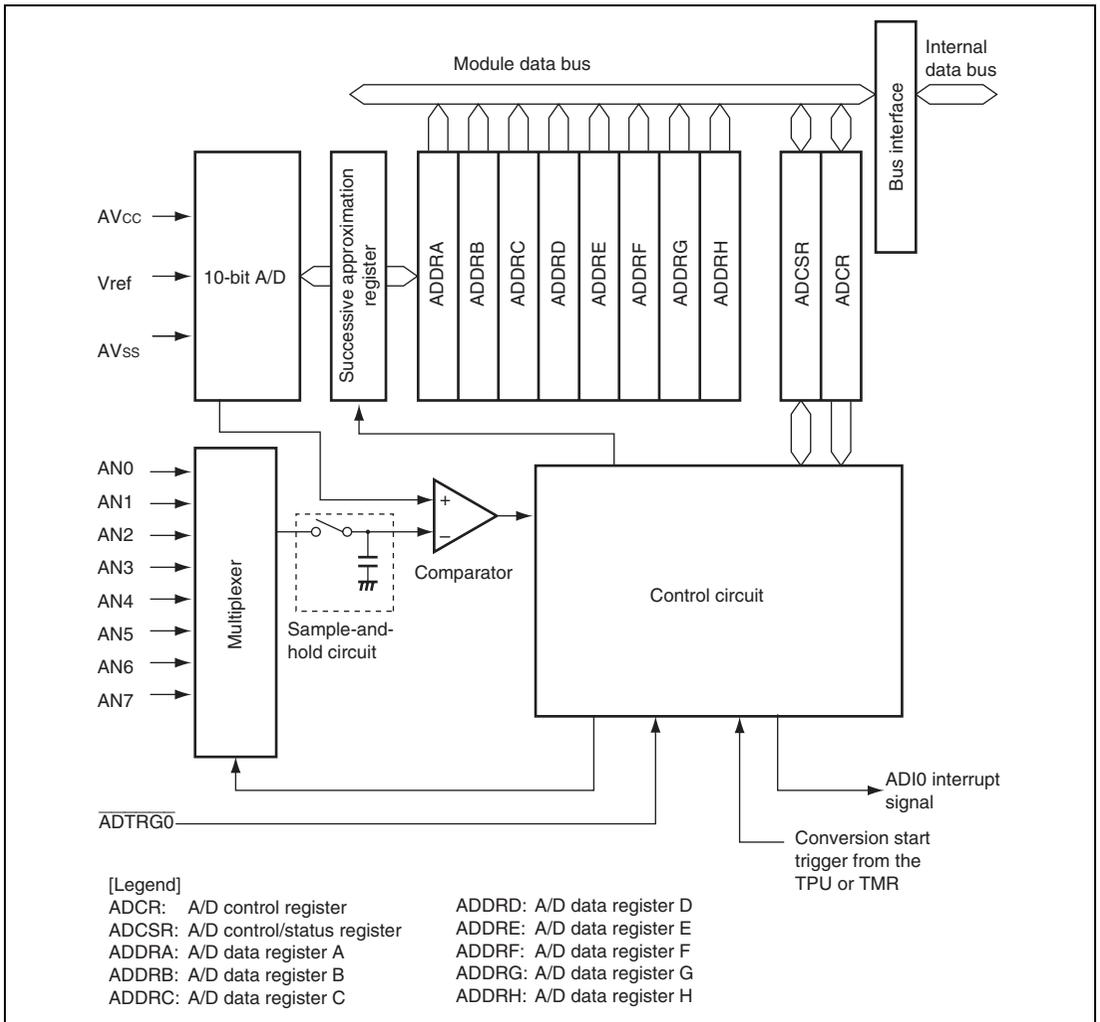 Module data bus
Internal
data bus
Bus interface
AVCC
Vref
AVSS
10-bit A/D
Successive approximation
register
ADDRA
ADDRB
ADDRC
ADDRD
ADDRE
ADDRF
ADDRG
ADDRH
ADCSR
ADCR
AN0
AN1
AN2
AN3
AN4
AN5
AN6
AN7
Multiplexer
+
−
Comparator
Sample-and-
hold circuit
Control circuit
ADI0 interrupt
signal
ADTRG0
Conversion start
trigger from the
TPU or TMR
[Legend]
ADCR: A/D control register
ADCSR: A/D control/status register
ADDRA: A/D data register A
ADDRB: A/D data register B
ADDRC: A/D data register C
ADDRD: A/D data register D
ADDRE: A/D data register E
ADDRF: A/D data register F
ADDRG: A/D data register G
ADDRH: A/D data register H